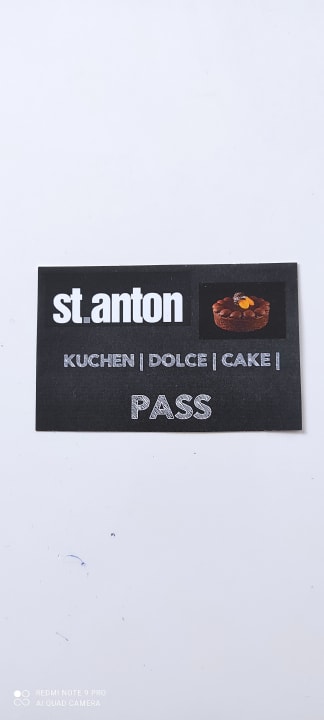 st.anton
KUCHEN | DOLCE | CAKE |
PASS
REDMI NOTE 9 PRO
AI QUAD CAMERA